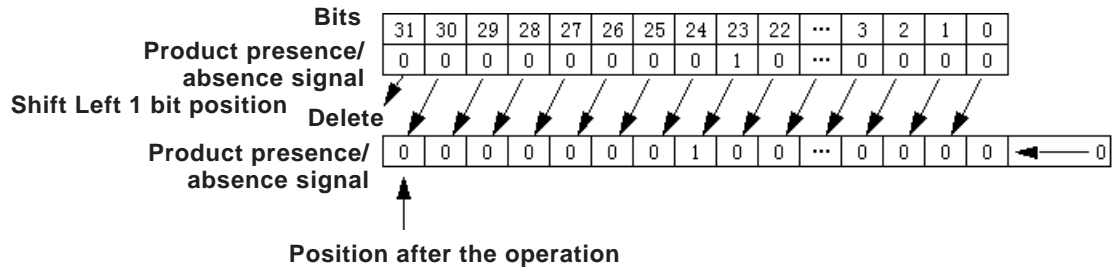 Bits 31 30 29 28 27 26 25 24 23 22 ... 3 2 1 0
Product presence/
absence signal 0 0 0 0 0 0 0 0 1 0 ... 0 0 0 0
Shift Left 1 bit position
Delete
Product presence/
absence signal 0 0 0 0 0 0 0 1 0 0 ... 0 0 0 0 0
Position after the operation